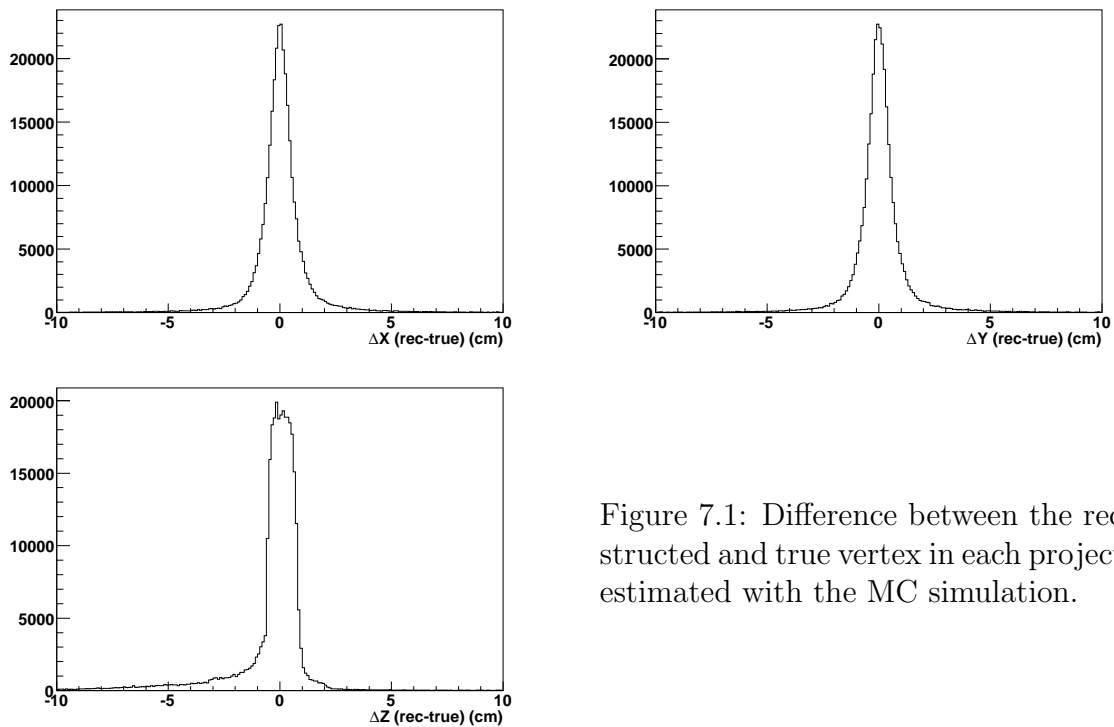 20000
15000
10000
5000
0
-10 -5 0 5 10
ΔX (rec-true) (cm)
20000
15000
10000
5000
0
-10 -5 0 5 10
ΔY (rec-true) (cm)
20000
15000
10000
5000
0
-10 -5 0 5 10
ΔZ (rec-true) (cm)
Figure 7.1: Difference between the rec
structed and true vertex in each project
estimated with the MC simulation.